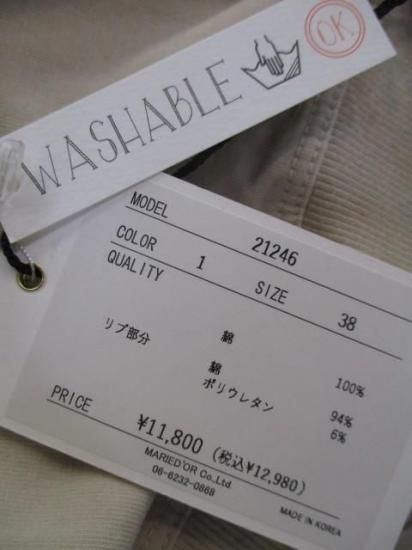 OK
WASHABLE
MODEL 21246
COLOR 1 SIZE 38
QUALITY
綿 100%
リブ部分 綿 94%
ポリウレタン 6%
PRICE ¥11,800 (税込¥12,980)
MARIED'OR Co.,Ltd.
06-6232-0868
MADE IN KOREA